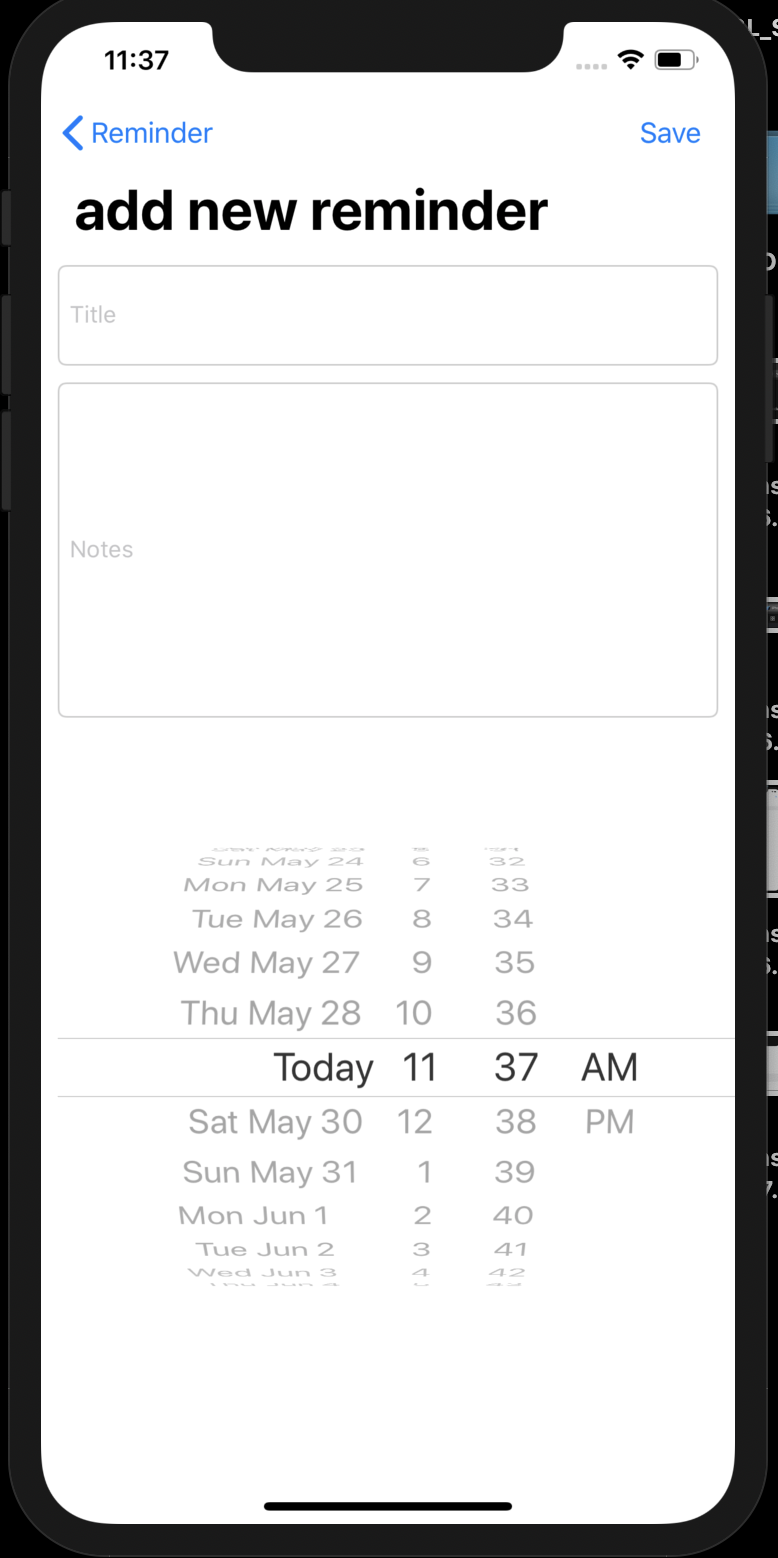 11:37
Reminder Save
add new reminder
Title
Notes
Sun May 24 6 32
Mon May 25 7 33
Tue May 26 8 34
Wed May 27 9 35
Thu May 28 10 36
Today 11 37 AM
Sat May 30 12 38 PM
Sun May 31 1 39
Mon Jun 1 2 40
Tue Jun 2 3 41
Wed Jun 3 4 42